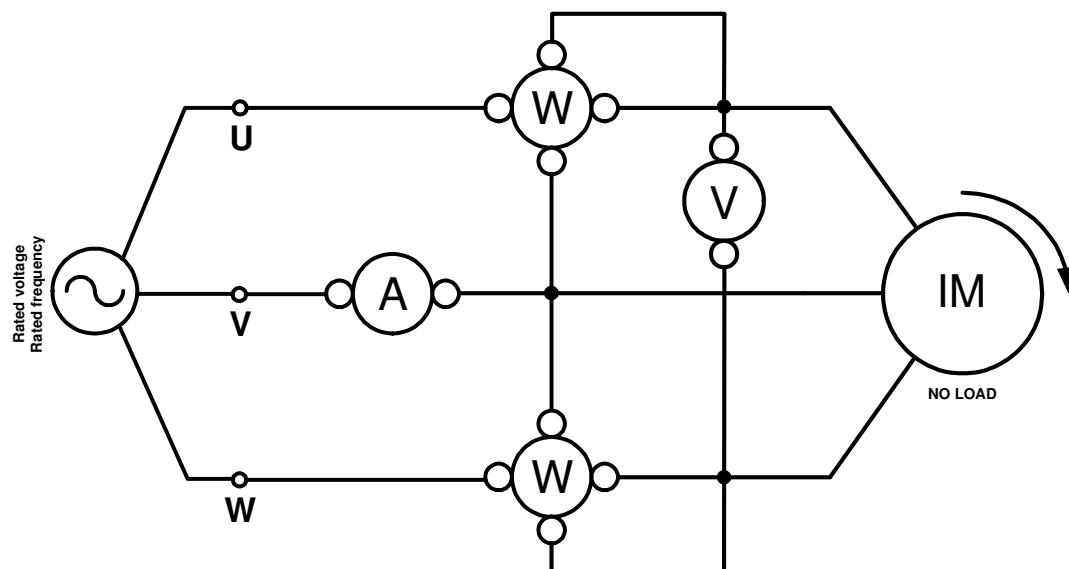 W
U
V
Rated voltage
Rated frequency
A
V
IM
NO LOAD
W
W